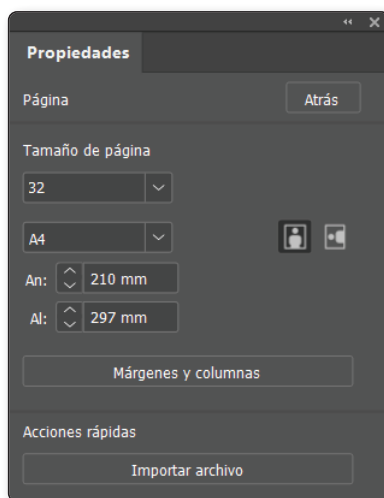 Propiedades
Página Atrás
Tamaño de página
32
A4
An: 210 mm
Al: 297 mm
Márgenes y columnas
Acciones rápidas
Importar archivo